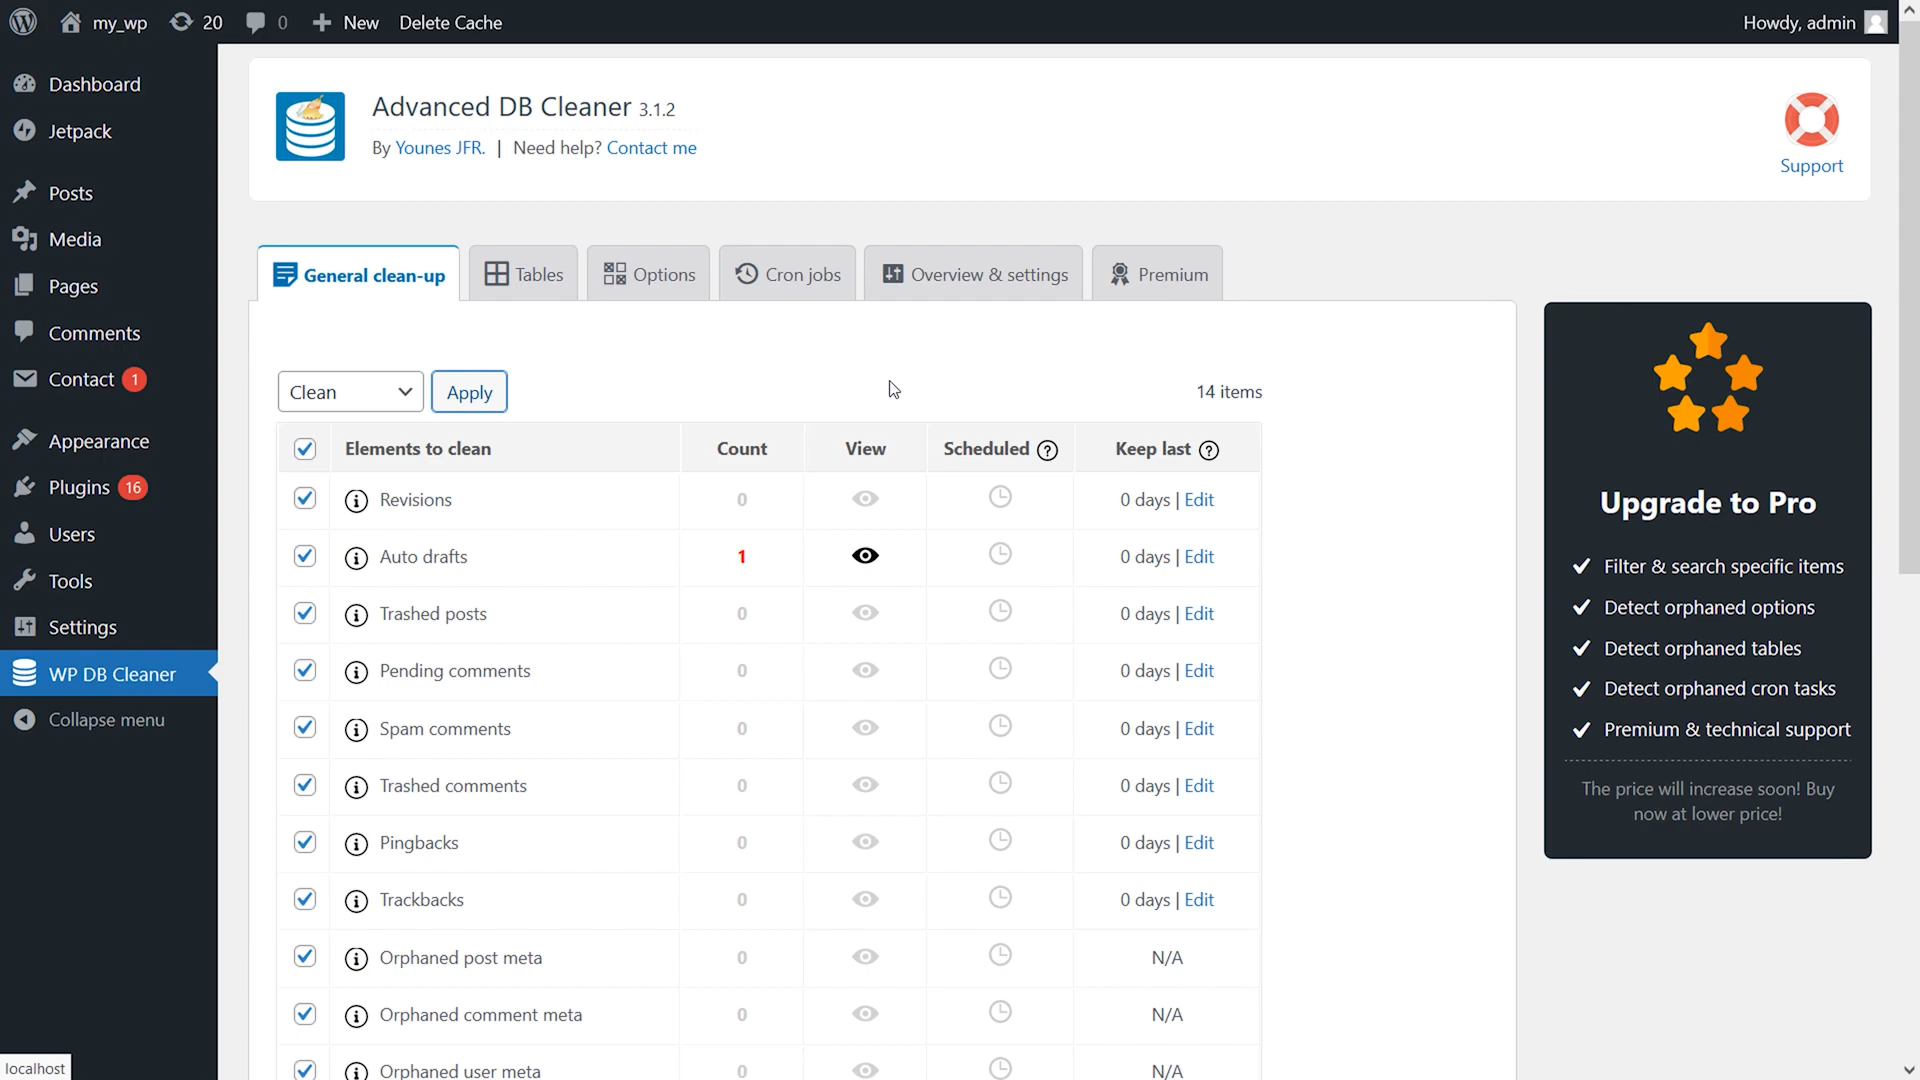 my_wp 20 0 New Delete Cache Howdy, admin
Dashboard
Jetpack
Posts
Media
Pages
Comments
Contact 1
Appearance
Plugins 16
Users
Tools
Settings
WP DB Cleaner
Collapse menu
localhost
Advanced DB Cleaner 3.1.2
By Younes JFR. | Need help? Contact me
Support
General clean-up Tables Options Cron jobs Overview & settings Premium
Clean Apply 14 items
Elements to clean Count View Scheduled ? Keep last ?
Revisions 0 0 days | Edit
Auto drafts 1 0 days | Edit
Trashed posts 0 0 days | Edit
Pending comments 0 0 days | Edit
Spam comments 0 0 days | Edit
Trashed comments 0 0 days | Edit
Pingbacks 0 0 days | Edit
Trackbacks 0 0 days | Edit
Orphaned post meta 0 N/A
Orphaned comment meta 0 N/A
Orphaned user meta 0 N/A
Upgrade to Pro
Filter & search specific items
Detect orphaned options
Detect orphaned tables
Detect orphaned cron tasks
Premium & technical support
The price will increase soon! Buy
now at lower price!